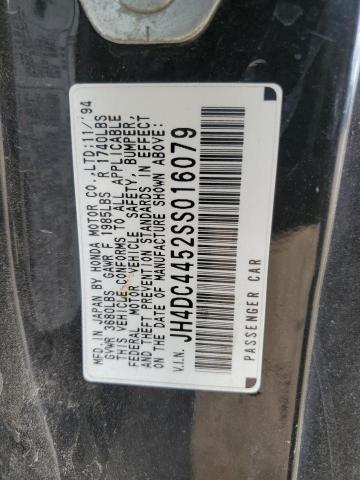 MFD. IN JAPAN BY HONDA MOTOR CO.,LTD;11/'94
GVWR 3680LBS GAWR F 1985LBS R 1740LBS
THIS VEHICLE CONFORMS TO ALL APPLICABLE
FEDERAL MOTOR VEHICLE SAFETY, BUMPER,
AND THEFT PREVENTION STANDARDS IN EFFECT
ON THE DATE OF MANUFACTURE SHOWN ABOVE.
V.I.N. JH4DC4452SS016079
PASSENGER CAR